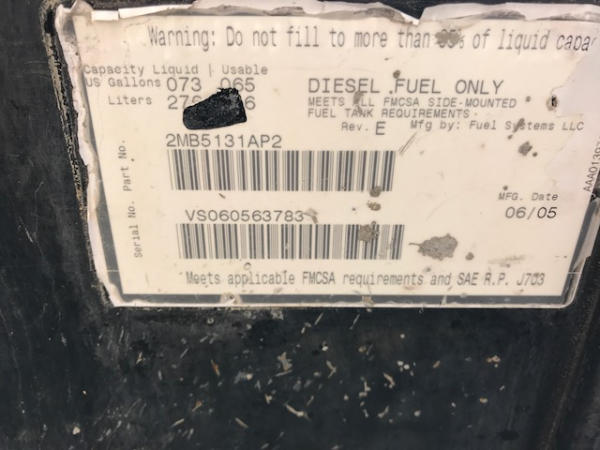 Warning: Do not fill to more than of liquid
Capacity Liquid | Usable
US Gallons 073 065
Liters
DIESEL FUEL ONLY
MEETS ALL FMCSA SIDE-MOUNTED
FUEL TANK REQUIREMENTS.
Rev. E Mfg by: Fuel Systems LLC
Part No.
2MB5131AP2
Serial No.
VS060563783
MFG. Date
06/05
Meets applicable FMCSA requirements and SAE R.P. J703